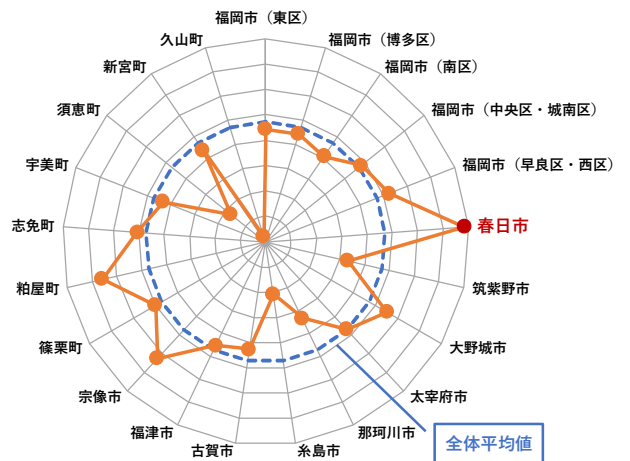 福岡市（東区）
福岡市（博多区）
福岡市（南区）
福岡市（中央区・城南区）
福岡市（早良区・西区）
春日市
筑紫野市
大野城市
太宰府市
那珂川市
糸島市
古賀市
福津市
宗像市
篠栗町
粕屋町
志免町
宇美町
須恵町
新宮町
久山町
全体平均値